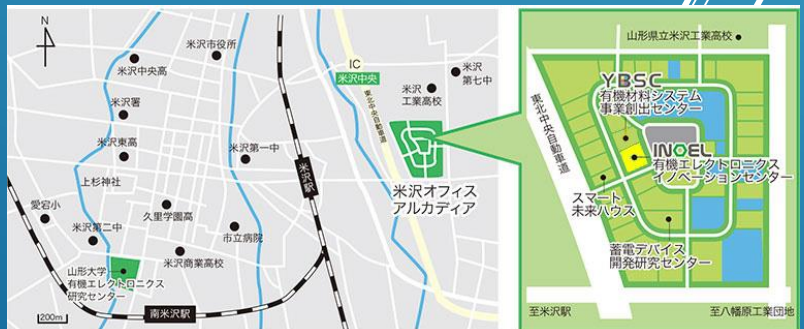 N
米沢市役所
米沢中央高
米沢署
米沢東高
米沢第一中
上杉神社
愛宕小
米沢第二中
久里学園高
市立病院
米沢商業高校
山形大学
有機エレクトロニクス
研究センター
200m
南米沢駅
米沢駅
IC
米沢中央
東北中央自動車道
米沢
第七中
米沢
工業高校
米沢オフィス
アルカディア
山形県立米沢工業高校
YBSC
有機材料システム
事業創出センター
INOEL
有機エレクトロニクス
イノベーションセンター
東北中央自動車道
スマート
未来ハウス
蓄電デバイス
開発研究センター
至米沢駅
至八幡原工業団地